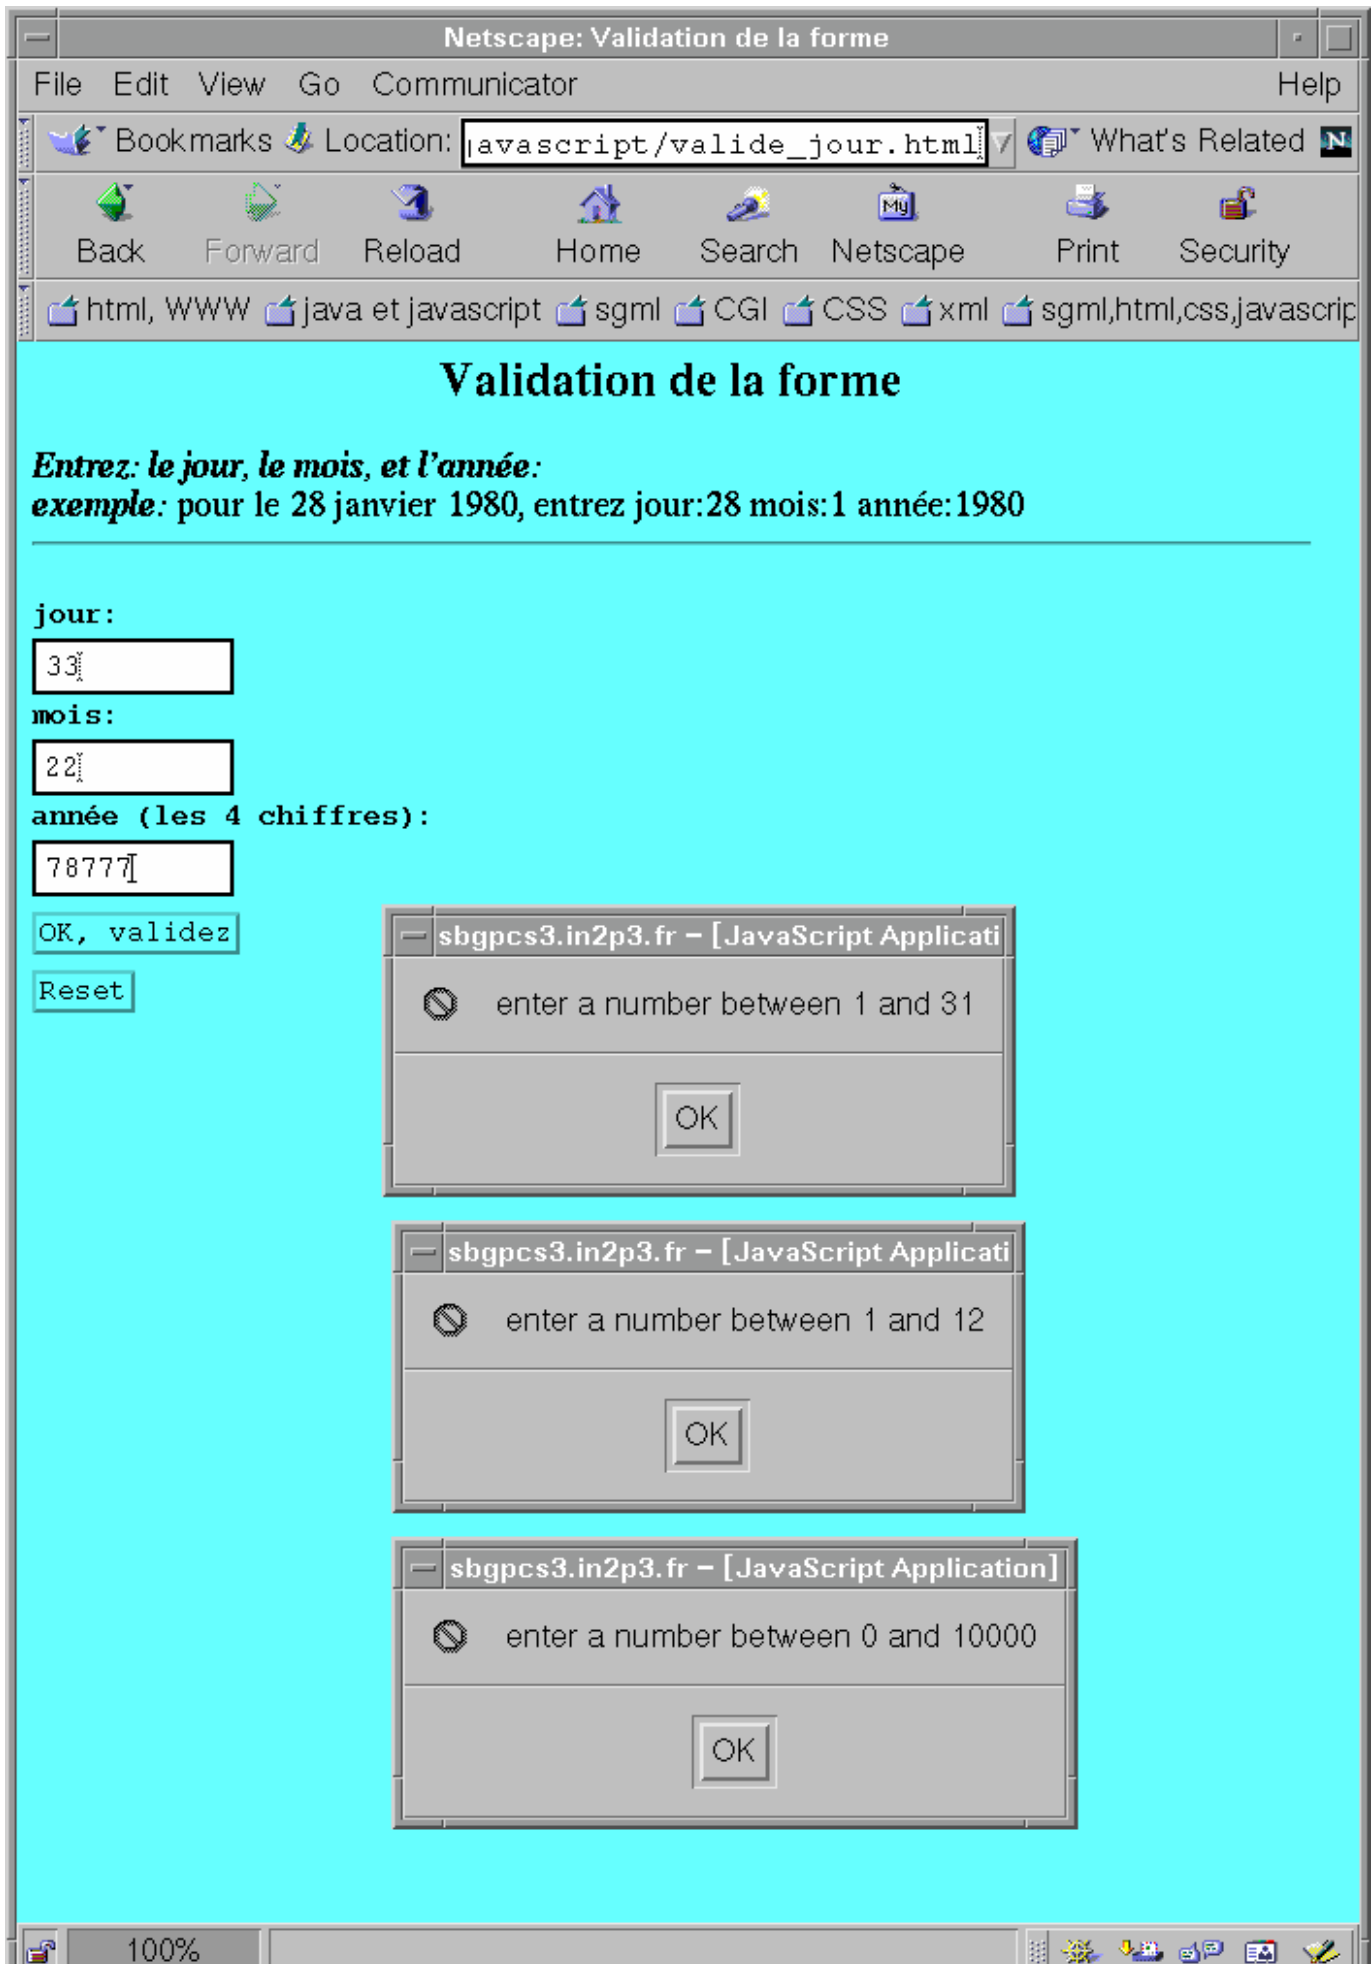 Netscape: Validation de la forme
File Edit View Go Communicator Help
Bookmarks Location: javascript/valide_jour.html What's Related N
Back Forward Reload Home Search My Netscape Print Security
html, WWW java et javascript sgml CGI CSS xml sgml,html,css,javascrip
Validation de la forme
Entrez: le jour, le mois, et l'année:
exemple: pour le 28 janvier 1980, entrez jour:28 mois:1 année:1980
jour:
33
mois:
22
année (les 4 chiffres):
78777
OK, validez
Reset
sbgpcs3.in2p3.fr – [JavaScript Applicati
enter a number between 1 and 31
OK
sbgpcs3.in2p3.fr – [JavaScript Applicati
enter a number between 1 and 12
OK
sbgpcs3.in2p3.fr – [JavaScript Application]
enter a number between 0 and 10000
OK
100%